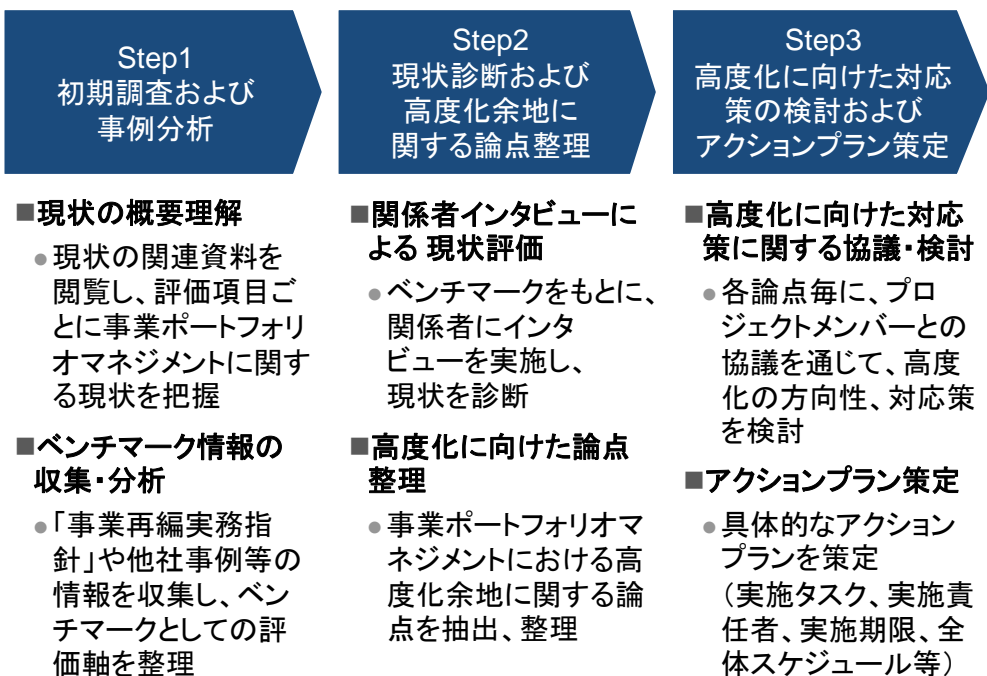 Step1
初期調査および
事例分析
Step2
現状診断および
高度化余地に
関する論点整理
Step3
高度化に向けた対応
策の検討および
アクションプラン策定
■現状の概要理解
●現状の関連資料を
閲覧し、評価項目ご
とに事業ポートフォリ
オマネジメントに関す
る現状を把握
■ベンチマーク情報の
収集・分析
●「事業再編実務指
針」や他社事例等の
情報を収集し、ベン
チマークとしての評
価軸を整理
■関係者インタビューに
よる 現状評価
●ベンチマークをもとに、
関係者にインタ
ビューを実施し、
現状を診断
■高度化に向けた論点
整理
●事業ポートフォリオマ
ネジメントにおける高
度化余地に関する論
点を抽出、整理
■高度化に向けた対応
策に関する協議・検討
●各論点毎に、プロ
ジェクトメンバーとの
協議を通じて、高度
化の方向性、対応策
を検討
■アクションプラン策定
●具体的なアクション
プランを策定
（実施タスク、実施責
任者、実施期限、全
体スケジュール等）